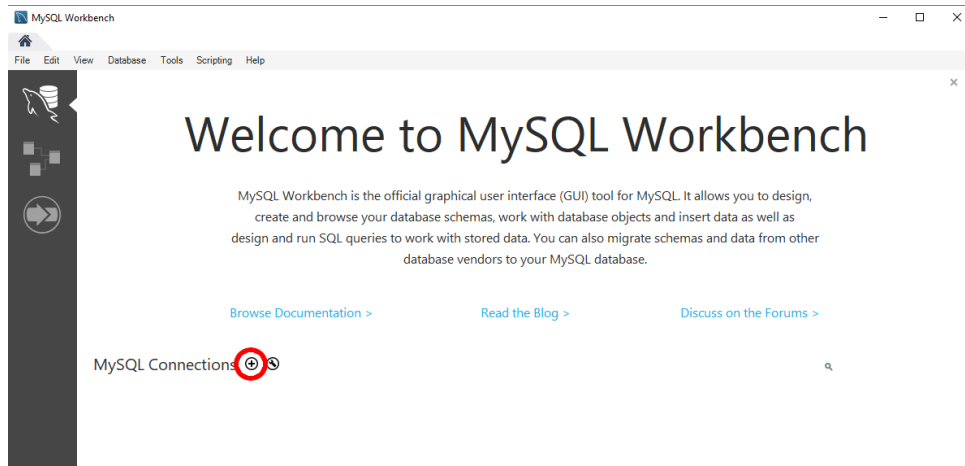 MySQL Workbench
File Edit View Database Tools Scripting Help
Welcome to MySQL Workbench
MySQL Workbench is the official graphical user interface (GUI) tool for MySQL. It allows you to design,
create and browse your database schemas, work with database objects and insert data as well as
design and run SQL queries to work with stored data. You can also migrate schemas and data from other
database vendors to your MySQL database.
Browse Documentation > Read the Blog > Discuss on the Forums >
MySQL Connections